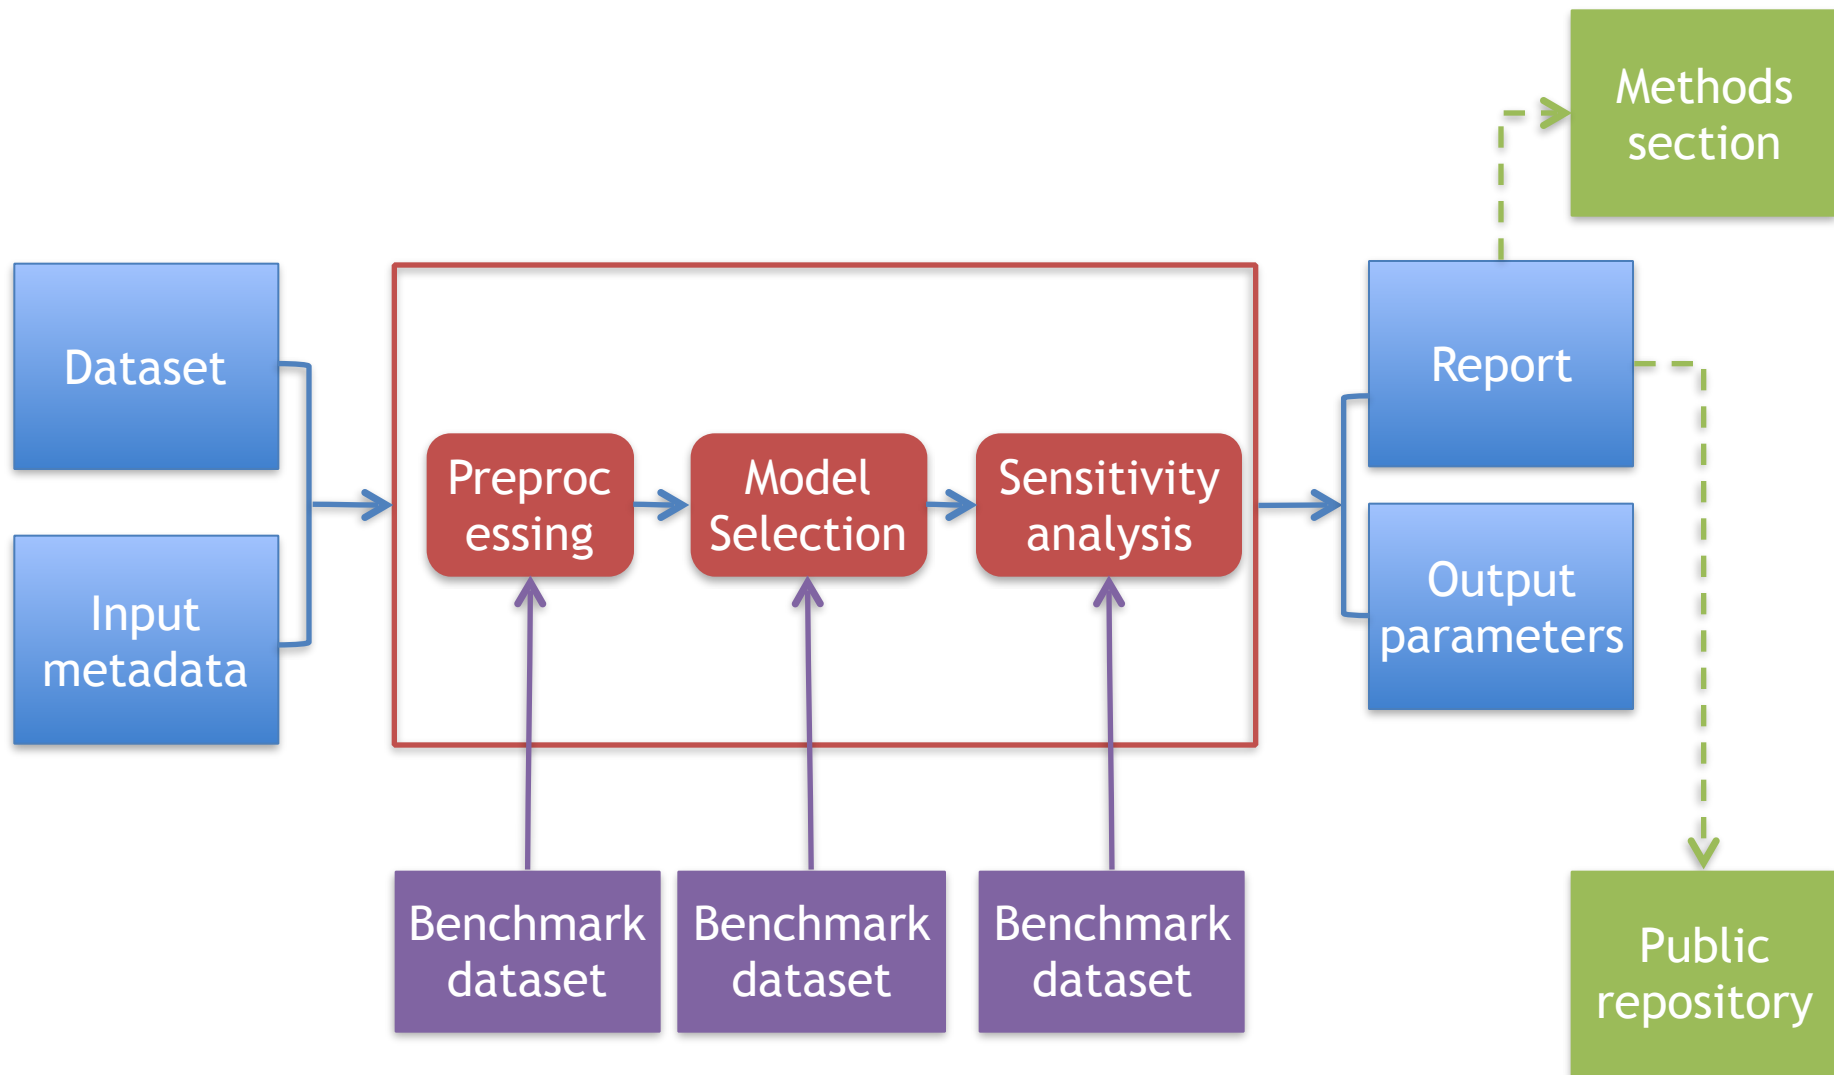 Methods
section
Dataset
Input
metadata
Preproc
essing
Model
Selection
Sensitivity
analysis
Report
Output
parameters
Benchmark
dataset
Benchmark
dataset
Benchmark
dataset
Public
repository